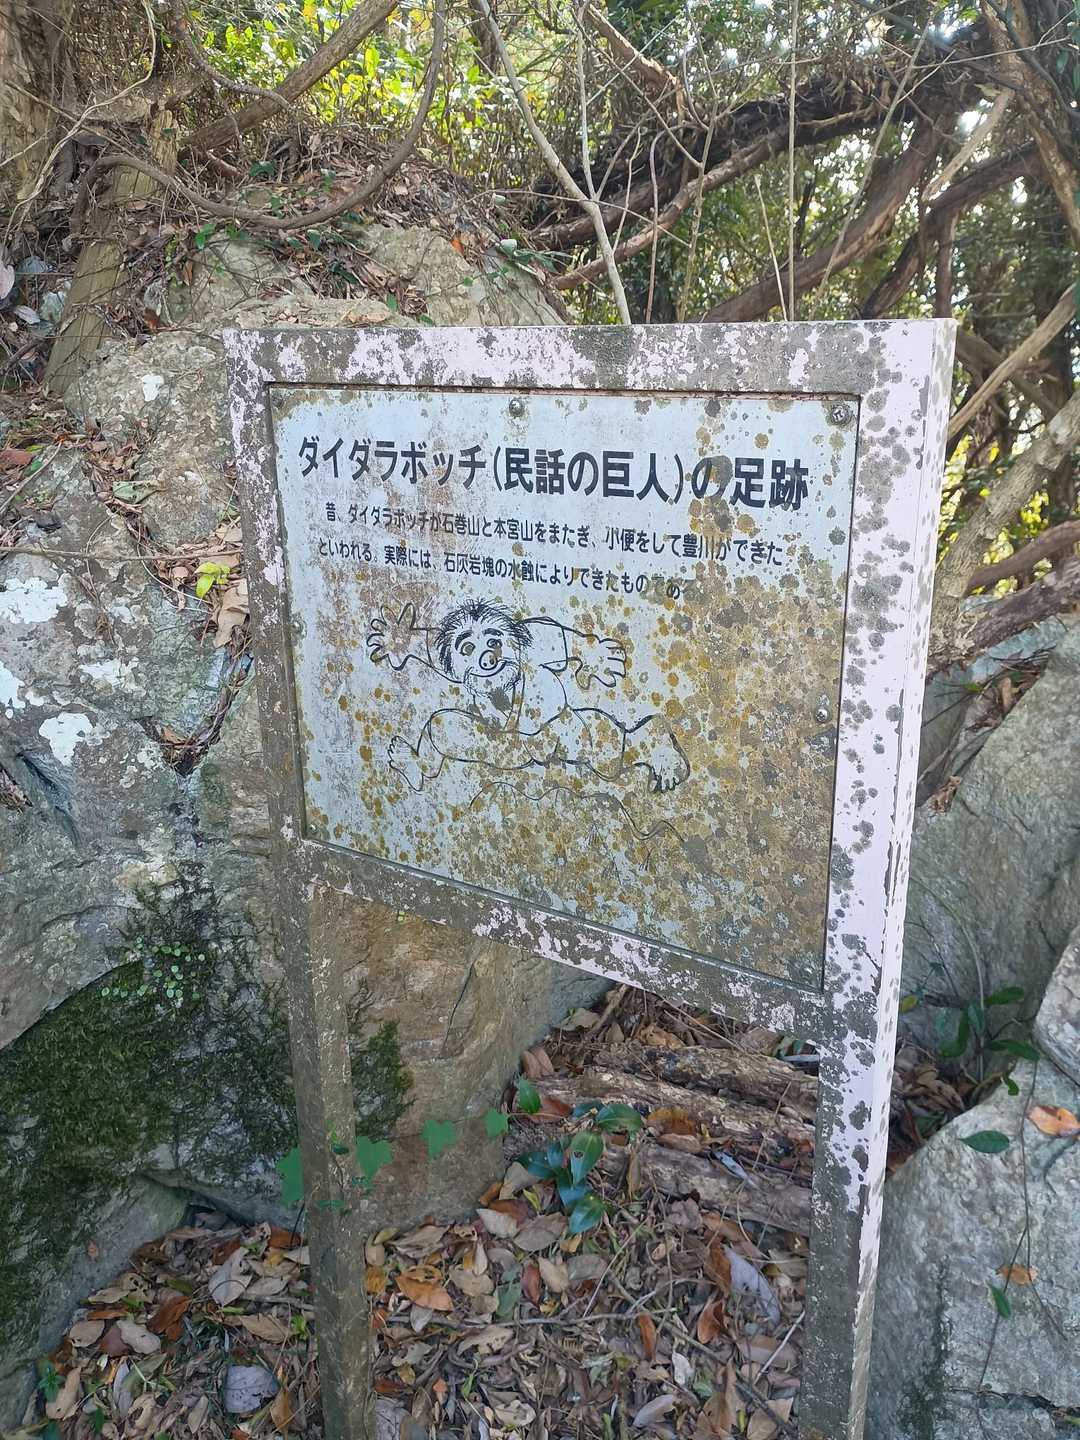 ダイダラボッチ(民話の巨人)の足跡
昔、ダイダラボッチが石巻山と本宮山をまたぎ、小便をして豊川ができた
といわれる。実際には、石灰岩塊の水蝕によりできたものである